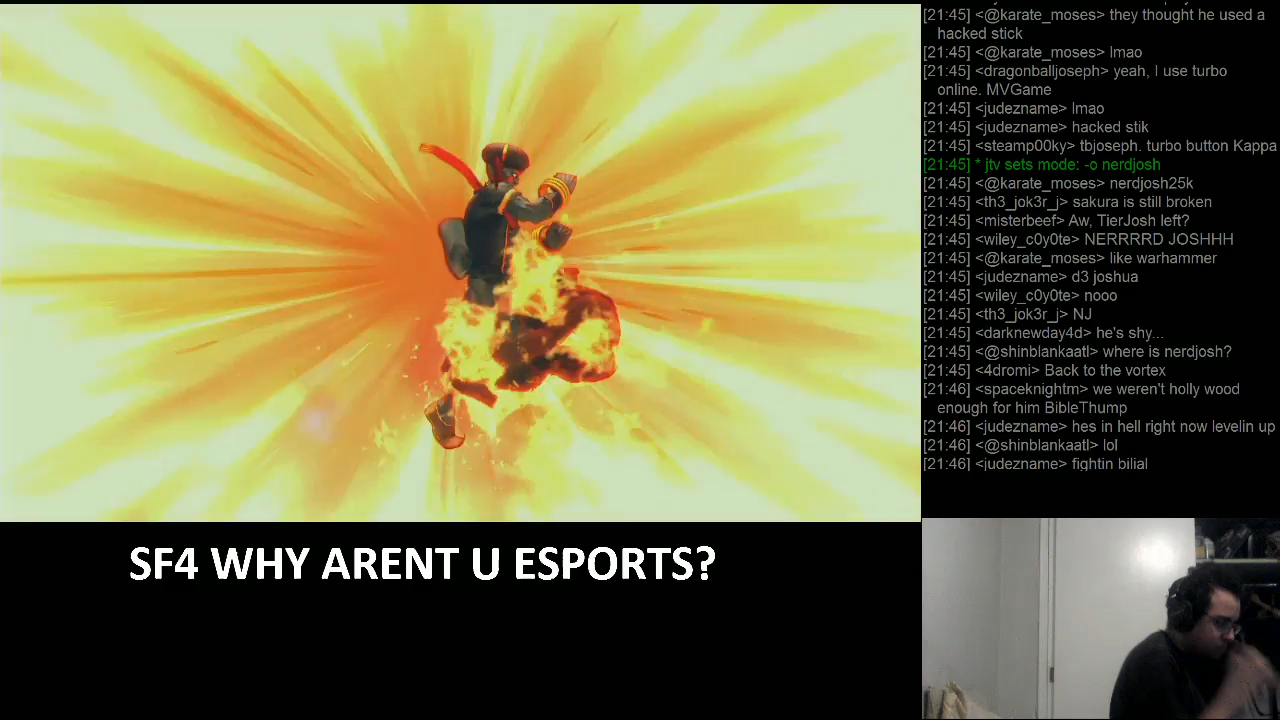 [21:45] <@karate_moses> they thought he used a
hacked stick
[21:45] <@karate_moses> lmao
[21:45] <dragonballjoseph> yeah, I use turbo
online. MVGame
[21:45] <judezname> lmao
[21:45] <judezname> hacked stik
[21:45] <steamp00ky> tbjoseph. turbo button Kappa
[21:45] * jtv sets mode: -o nerdjosh
[21:45] <@karate_moses> nerdjosh25k
[21:45] <th3_jok3r_j> sakura is still broken
[21:45] <misterbeef> Aw, TierJosh left?
[21:45] <wiley_c0y0te> NERRRRD JOSHHH
[21:45] <@karate_moses> like warhammer
[21:45] <judezname> d3 joshua
[21:45] <wiley_c0y0te> nooo
[21:45] <th3_jok3r_j> NJ
[21:45] <darknewday4d> he's shy...
[21:45] <@shinblankaatl> where is nerdjosh?
[21:45] <4dromi> Back to the vortex
[21:46] <spaceknightm> we weren't holly wood
enough for him BibleThump
[21:46] <judezname> hes in hell right now levelin up
[21:46] <@shinblankaatl> lol
[21:46] <judezname> fightin bilial
SF4 WHY ARENT U ESPORTS?